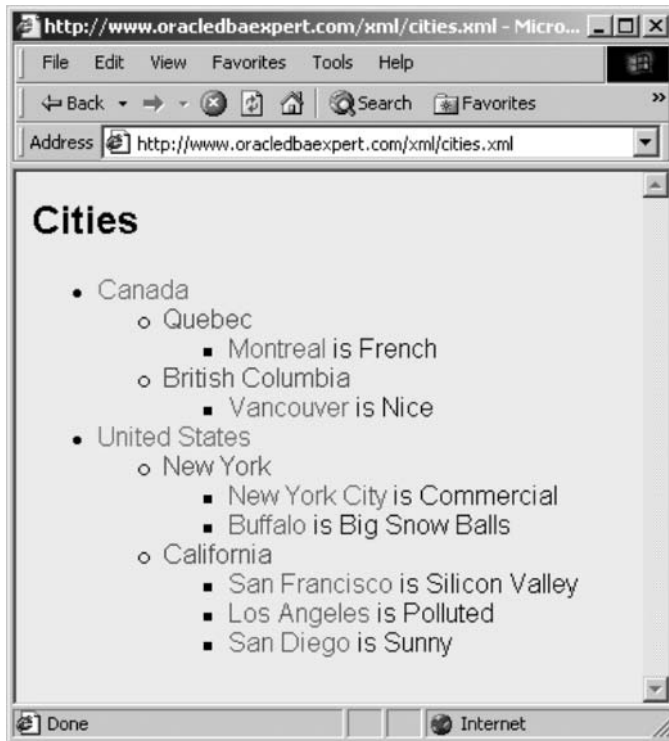 http://www.oracledbaexpert.com/xml/cities.xml - Micro...
File Edit View Favorites Tools Help
Back Search Favorites »
Address http://www.oracledbaexpert.com/xml/cities.xml
Cities
Canada
Quebec
Montreal is French
British Columbia
Vancouver is Nice
United States
New York
New York City is Commercial
Buffalo is Big Snow Balls
California
San Francisco is Silicon Valley
Los Angeles is Polluted
San Diego is Sunny
Done Internet